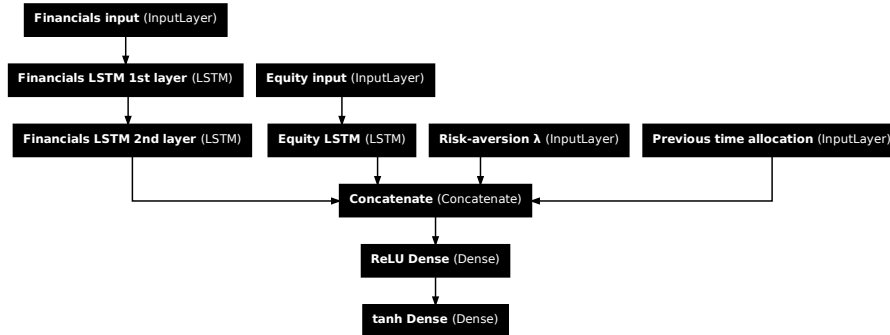 Financials input (InputLayer)
Financials LSTM 1st layer (LSTM)
Equity input (InputLayer)
Financials LSTM 2nd layer (LSTM)
Equity LSTM (LSTM)
Risk-aversion λ (InputLayer)
Previous time allocation (InputLayer)
Concatenate (Concatenate)
ReLU Dense (Dense)
tanh Dense (Dense)